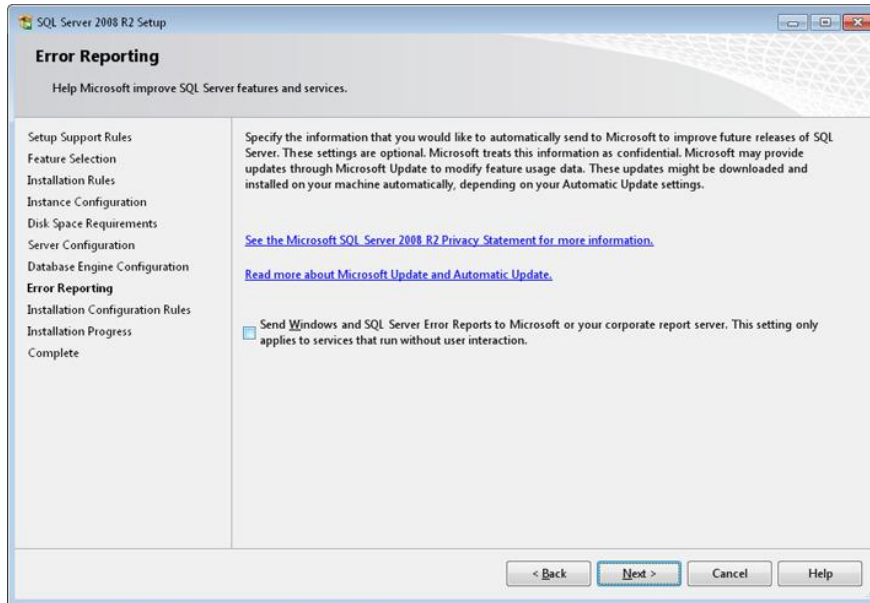 SQL Server 2008 R2 Setup
Error Reporting
Help Microsoft improve SQL Server features and services.
Setup Support Rules
Feature Selection
Installation Rules
Instance Configuration
Disk Space Requirements
Server Configuration
Database Engine Configuration
Error Reporting
Installation Configuration Rules
Installation Progress
Complete
Specify the information that you would like to automatically send to Microsoft to improve future releases of SQL
Server. These settings are optional. Microsoft treats this information as confidential. Microsoft may provide
updates through Microsoft Update to modify feature usage data. These updates might be downloaded and
installed on your machine automatically, depending on your Automatic Update settings.
See the Microsoft SQL Server 2008 R2 Privacy Statement for more information.
Read more about Microsoft Update and Automatic Update.
Send Windows and SQL Server Error Reports to Microsoft or your corporate report server. This setting only
applies to services that run without user interaction.
< Back
Next >
Cancel
Help